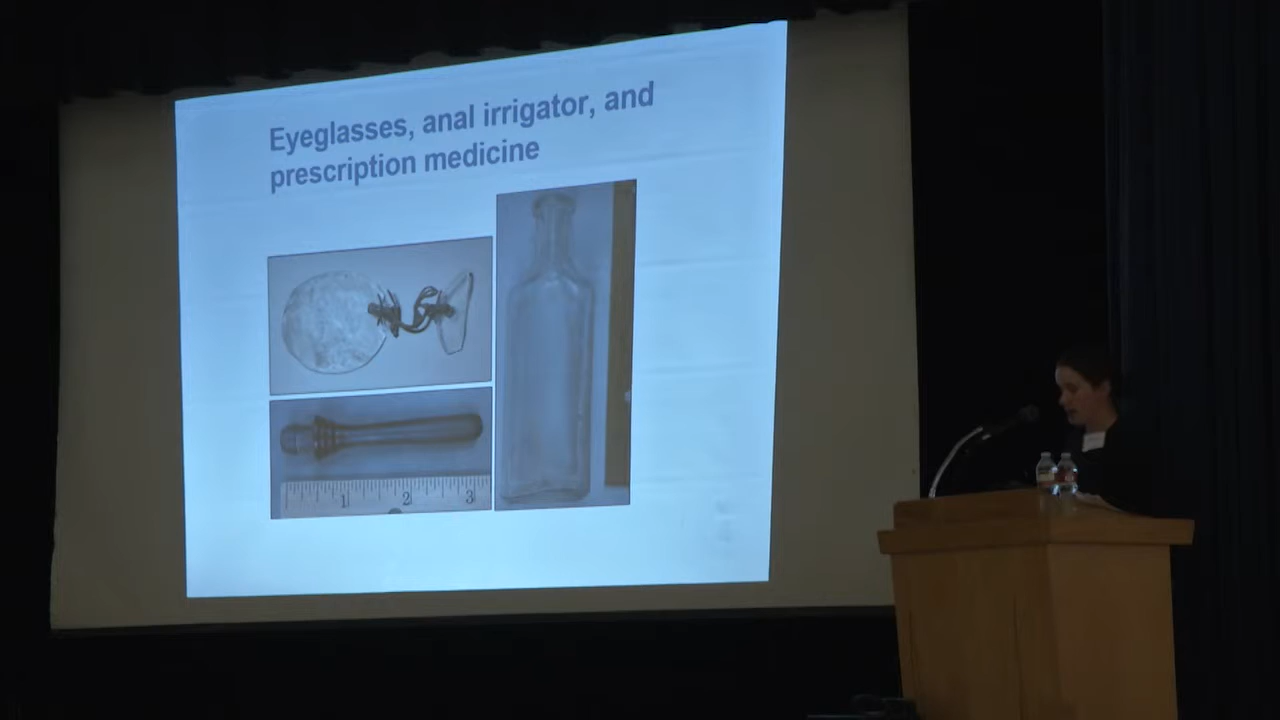 Eyeglasses, anal irrigator, and
prescription medicine
1 2 3